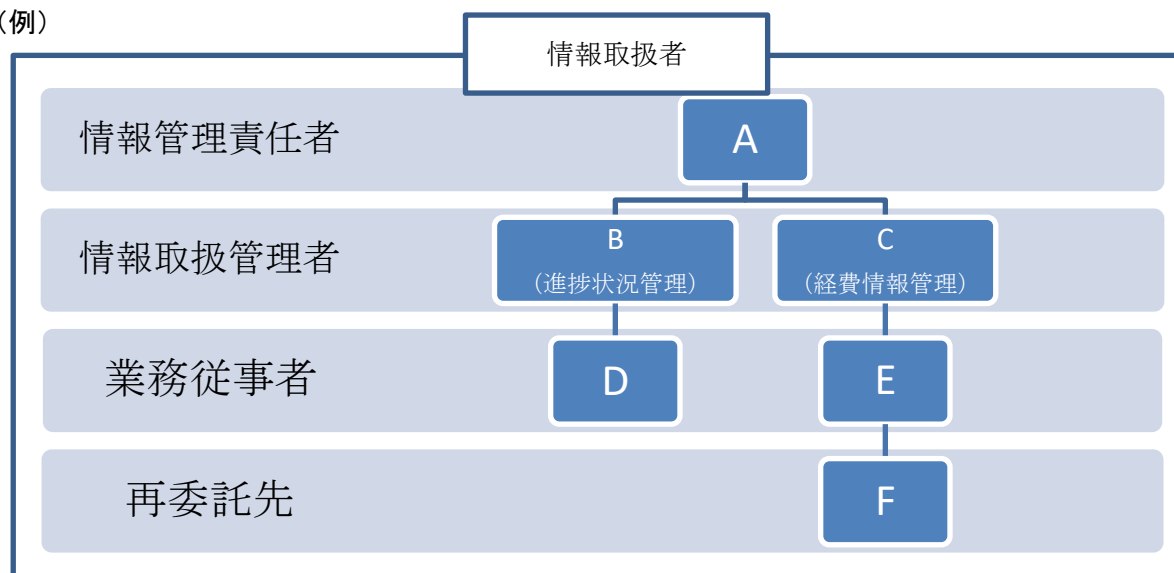 （例）
情報取扱者
情報管理責任者
A
情報取扱管理者
B
（進捗状況管理）
C
（経費情報管理）
業務従事者
D
E
再委託先
F